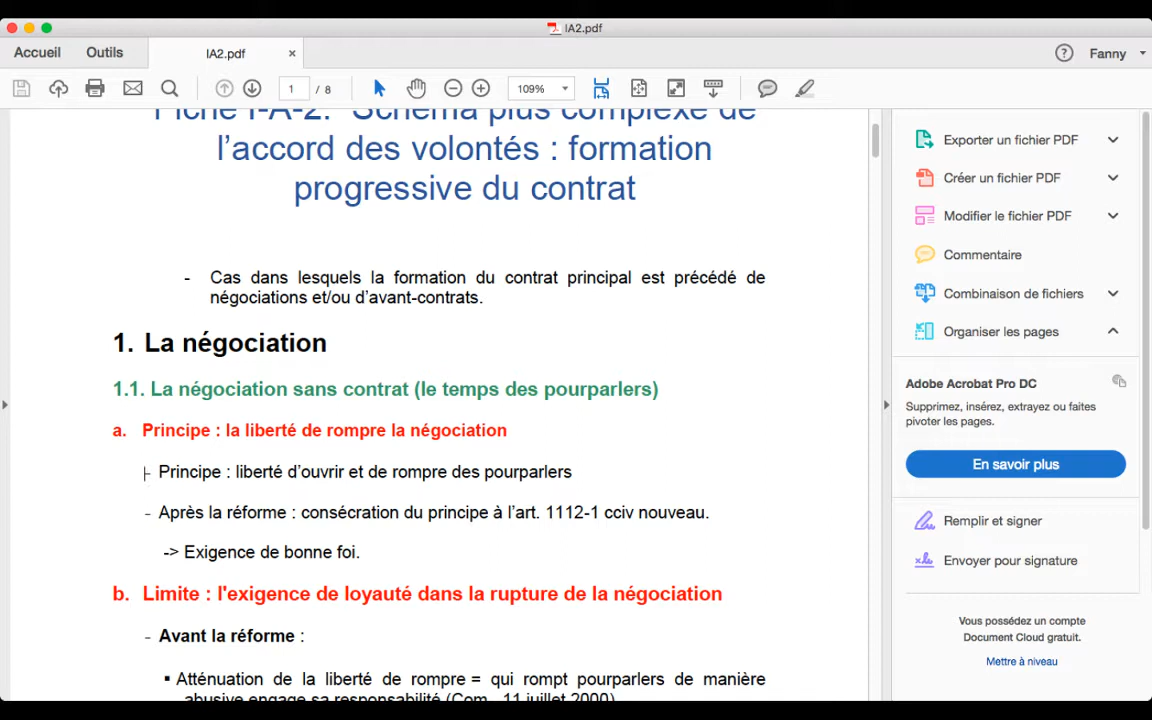 IA2.pdf
Accueil
Outils
IA2.pdf
×
?
Fanny
1
/ 8
109%
Fiche I-A-2. Schéma plus complexe de
l’accord des volontés : formation
progressive du contrat
- Cas dans lesquels la formation du contrat principal est précédé de
négociations et/ou d’avant-contrats.
1. La négociation
1.1. La négociation sans contrat (le temps des pourparlers)
a. Principe : la liberté de rompre la négociation
- Principe : liberté d’ouvrir et de rompre des pourparlers
- Après la réforme : consécration du principe à l’art. 1112-1 cciv nouveau.
-> Exigence de bonne foi.
b. Limite : l'exigence de loyauté dans la rupture de la négociation
- Avant la réforme :
▪ Atténuation de la liberté de rompre = qui rompt pourparlers de manière
abusive engage sa responsabilité (Com., 11 juillet 2000)
Exporter un fichier PDF
Créer un fichier PDF
Modifier le fichier PDF
Commentaire
Combinaison de fichiers
Organiser les pages
Adobe Acrobat Pro DC
Supprimez, insérez, extrayez ou faites
pivoter les pages.
En savoir plus
Remplir et signer
Envoyer pour signature
Vous possédez un compte
Document Cloud gratuit.
Mettre à niveau